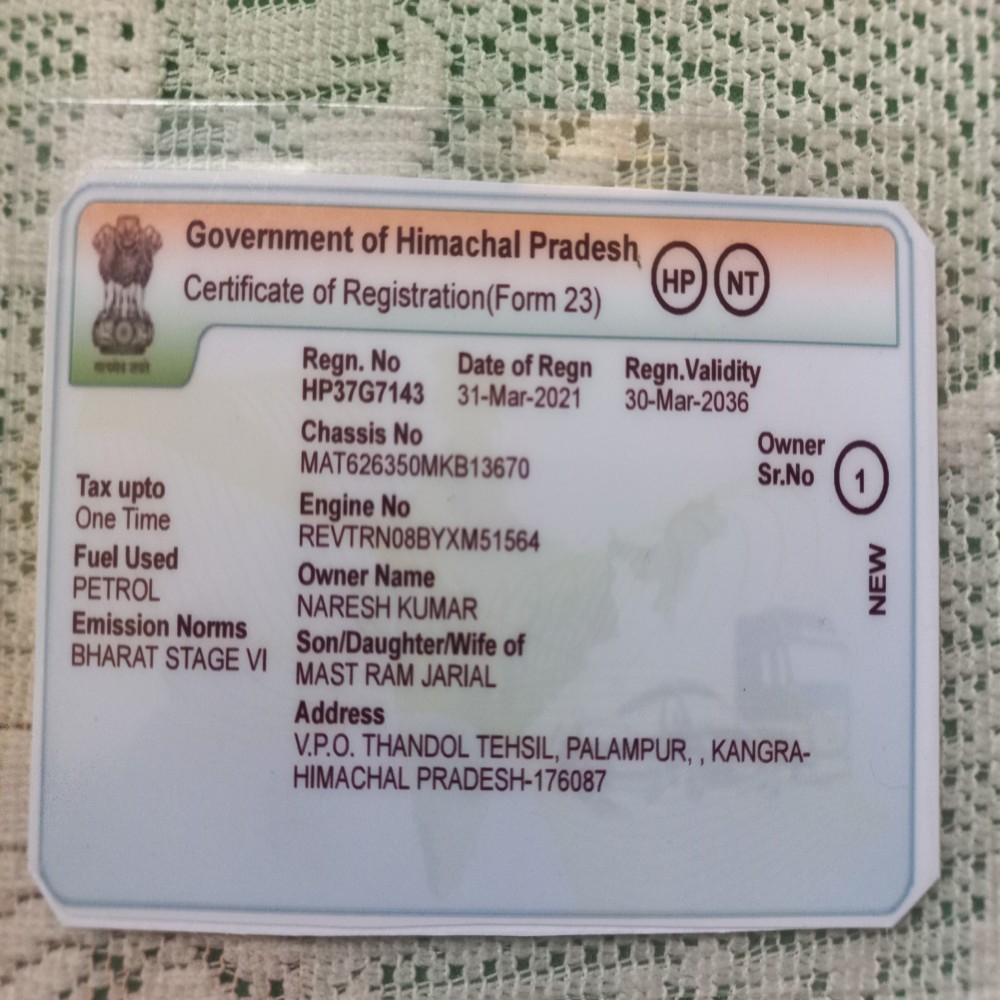 Government of Himachal Pradesh
Certificate of Registration(Form 23)
HP NT
Regn. No Date of Regn Regn.Validity
HP37G7143 31-Mar-2021 30-Mar-2036
Chassis No
MAT626350MKB13670
Owner
Sr.No 1
Tax upto
One Time
Engine No
REVTRN08BYXM51564
Fuel Used
PETROL
Owner Name
NARESH KUMAR
NEW
Emission Norms
BHARAT STAGE VI
Son/Daughter/Wife of
MAST RAM JARIAL
Address
V.P.O. THANDOL TEHSIL, PALAMPUR, , KANGRA-
HIMACHAL PRADESH-176087